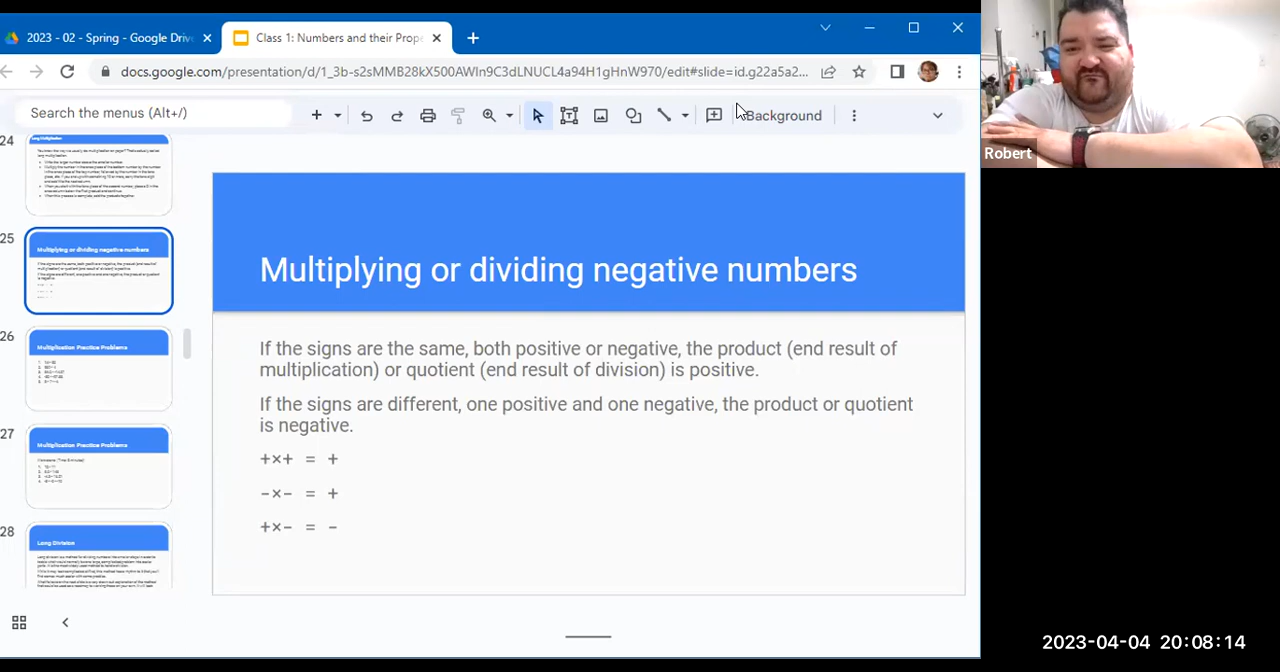 2023 - 02 - Spring - Google Driv
Class 1: Numbers and their Prope
docs.google.com/presentation/d/1_3b-s2sMMB28kX500AWIn9C3dLNUCL4a94H1gHnW970/edit#slide=id.g22a5a2...
Search the menus (Alt+/)
Background
24
Long Multiplication
25
Multiplying or dividing negative numbers
26
Multiplication Practice Problems
27
Multiplication Practice Problems
28
Long Division
Multiplying or dividing negative numbers
If the signs are the same, both positive or negative, the product (end result of
multiplication) or quotient (end result of division) is positive.
If the signs are different, one positive and one negative, the product or quotient
is negative.
+×+ = +
−×− = +
+×− = −
Robert
2023-04-04 20:08:14